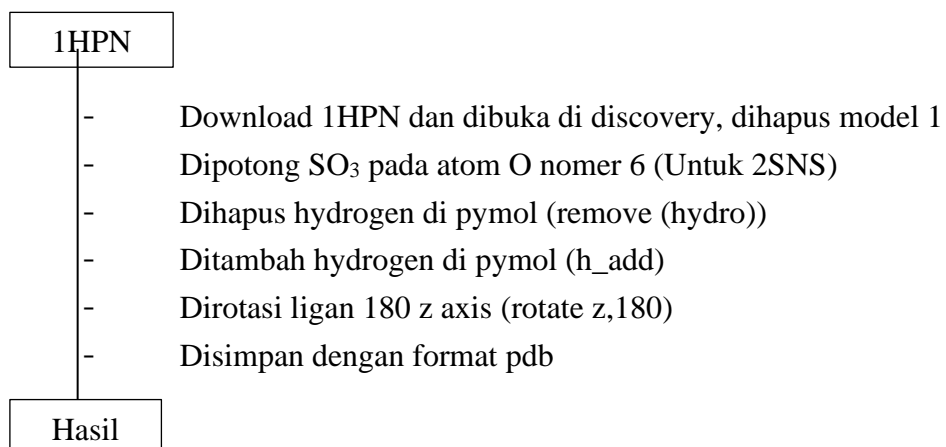 1HPN
- Download 1HPN dan dibuka di discovery, dihapus model 1
- Dipotong SO₃ pada atom O nomer 6 (Untuk 2SNS)
- Dihapus hydrogen di pymol (remove (hydro))
- Ditambah hydrogen di pymol (h_add)
- Dirotasi ligan 180 z axis (rotate z,180)
- Disimpan dengan format pdb
Hasil